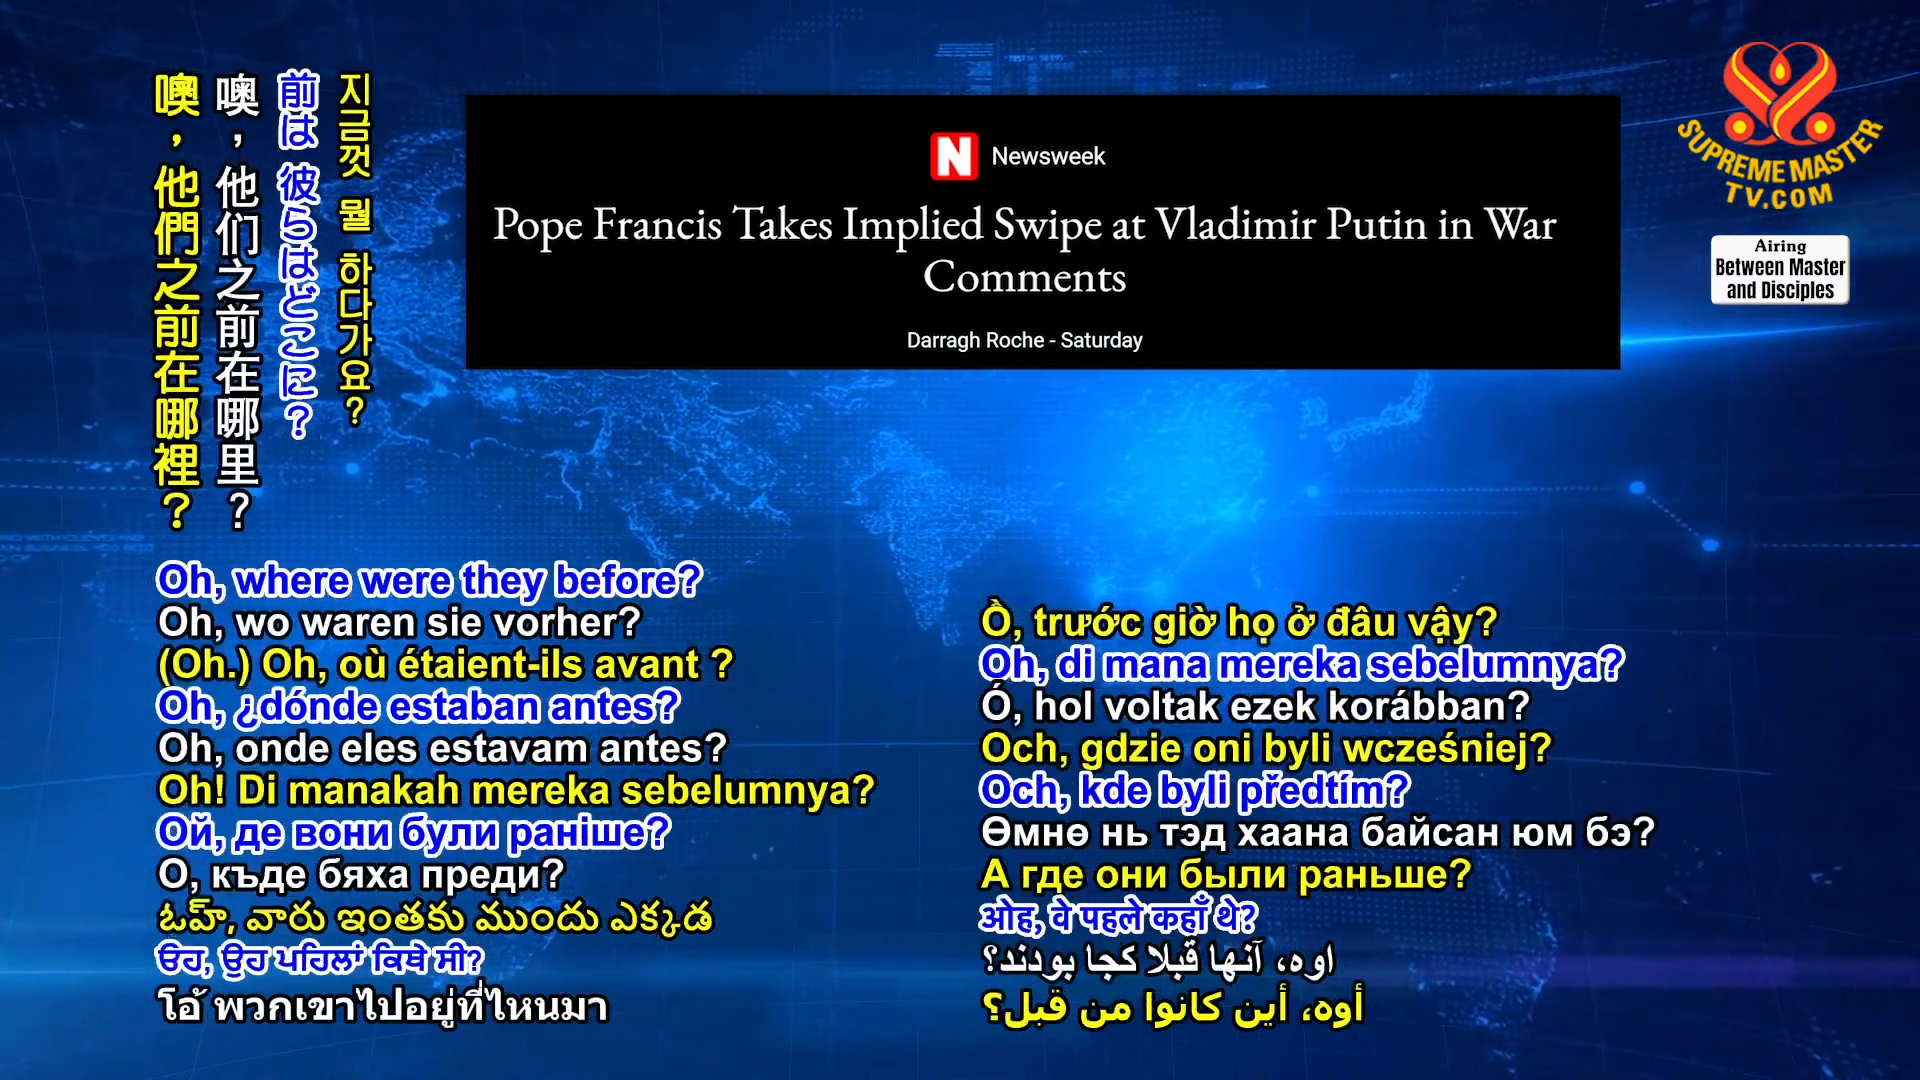 噢，他們之前在哪裡？
噢，他们之前在哪里？
前は 彼らはどこに？
지금껏 뭘 하다가요?
N Newsweek
Pope Francis Takes Implied Swipe at Vladimir Putin in War
Comments
Darragh Roche - Saturday
SUPREME MASTER
TV.COM
Airing
Between Master
and Disciples
Oh, where were they before?
Oh, wo waren sie vorher?
(Oh.) Oh, où étaient-ils avant ?
Oh, ¿dónde estaban antes?
Oh, onde eles estavam antes?
Oh! Di manakah mereka sebelumnya?
Ой, де вони були раніше?
О, къде бяха преди?
ఓహ్, వారు ఇంతకు ముందు ఎక్కడ
ਓਹ, ਉਹ ਪਹਿਲਾਂ ਕਿਥੇ ਸੀ?
โอ้ พวกเขาไปอยู่ที่ไหนมา
Ồ, trước giờ họ ở đâu vậy?
Oh, di mana mereka sebelumnya?
Ó, hol voltak ezek korábban?
Och, gdzie oni byli wcześniej?
Och, kde byli předtím?
Өмнө нь тэд хаана байсан юм бэ?
А где они были раньше?
ओह, वे पहले कहाँ थे?
اوه، آنها قبلا کجا بودند؟
أوه، أين كانوا من قبل؟